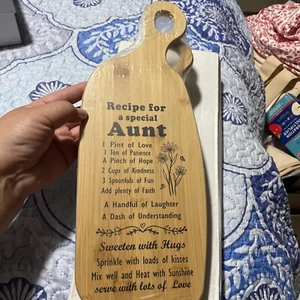 Recipe for
a special
Aunt
1 Pint of Love
1 Ton of Patience
A Pinch of Hope
2 Cups of Kindness
3 Spoonfuls of Fun
Add plenty of Faith
A Handful of Laughter
A Dash of Understanding
Sweeten with Hugs
Sprinkle with loads of kisses
Mix well and Heat with Sunshine
serve with lots of Love